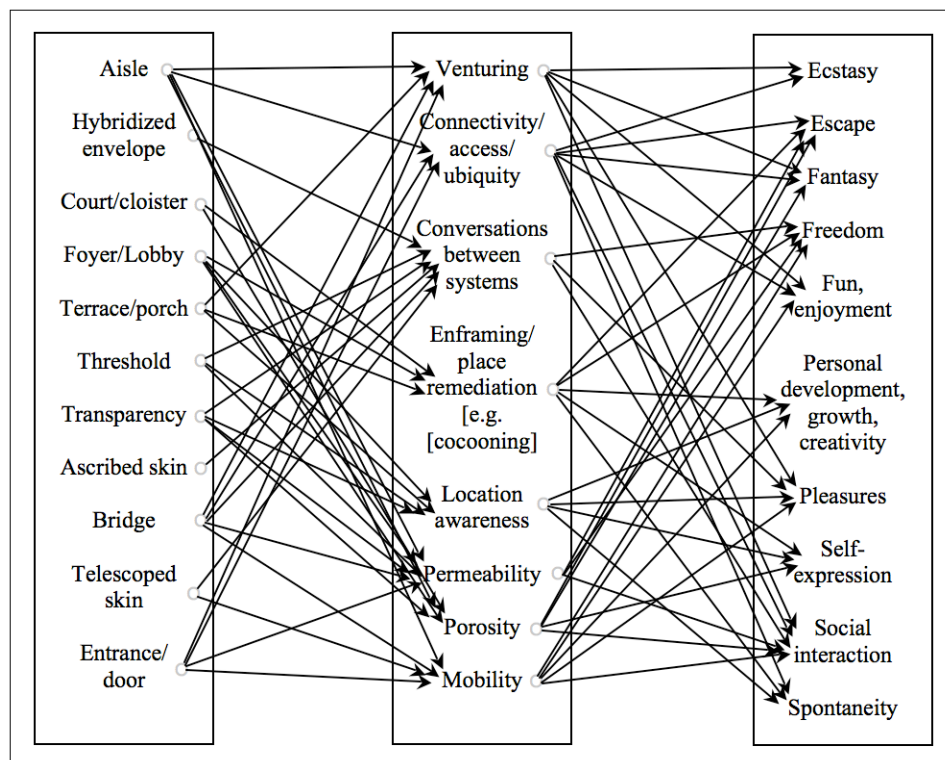 Aisle
Hybridized
envelope
Court/cloister
Foyer/Lobby
Terrace/porch
Threshold
Transparency
Ascribed skin
Bridge
Telescoped
skin
Entrance/
door
Venturing
Connectivity/
access/
ubiquity
Conversations
between
systems
Enframing/
place
remediation
[e.g.
[cocooning]
Location
awareness
Permeability
Porosity
Mobility
Ecstasy
Escape
Fantasy
Freedom
Fun,
enjoyment
Personal
development,
growth,
creativity
Pleasures
Self-
expression
Social
interaction
Spontaneity